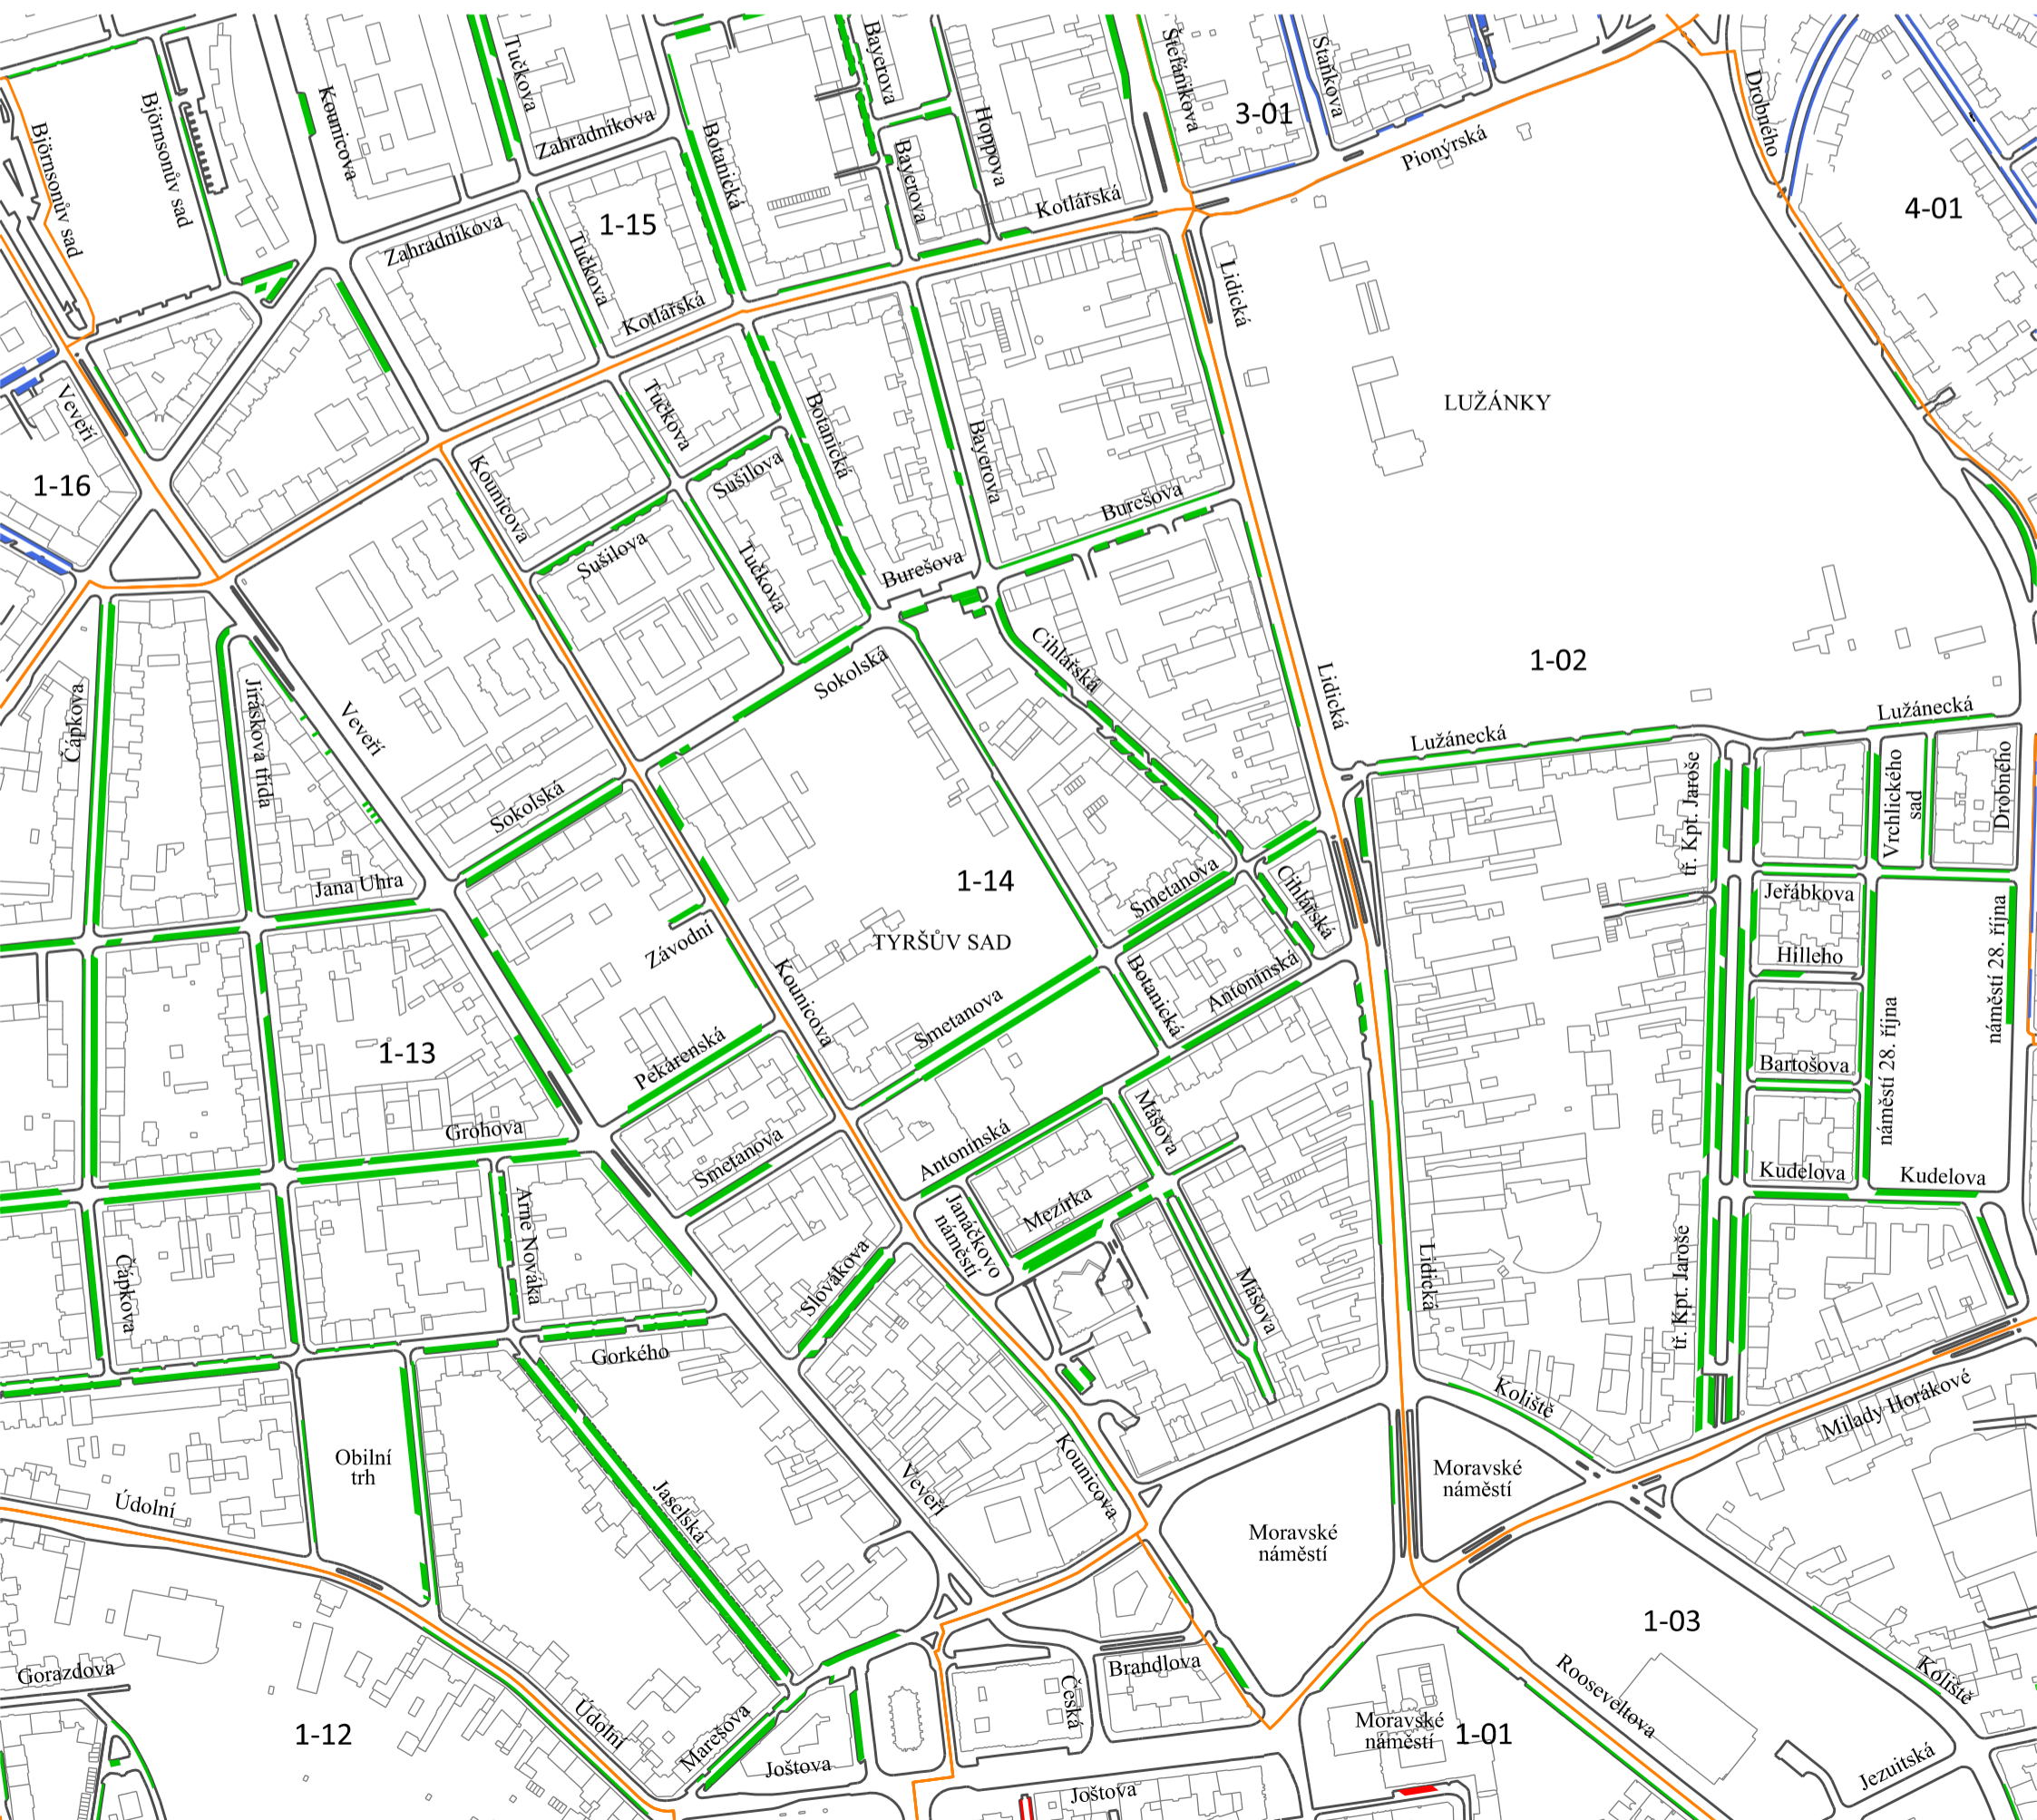 Tučkova
Bayerova
Štefánikova
Staňkova
3-01
Drobného
Björnsonův sad
Björnsonův sad
Kounicova
Zahradníkova
Botanická
Hoppova
Pionýrská
Bayerova
Kotlářská
4-01
1-15
Zahradníkova
Tučkova
Kotlářská
Lidická
LUŽÁNKY
Veveří
Tučkova
Botanická
Bayerova
1-16
Kounicova
Sušilova
Burešova
Sušilova
Tučkova
Burešova
Cihlářská
Sokolská
1-02
Lidická
Čápkova
Jiráskova třída
Veveří
Lužánecká
Lužánecká
Sokolská
tř. Kpt. Jaroše
Vrchlického
sad
Drobného
Jana Uhra
1-14
Smetanova
Cihlářská
Jeřábkova
Závodní
TYRŠŮV SAD
Hilleho
náměstí 28. října
Kounicova
Botanická
Antonínská
Smetanova
1-13
Pekárenská
Bartošova
náměstí 28. října
Grohova
Smetanova
Antonínská
Mášova
Kudelova
Kudelova
Arne Nováka
Janáčkovo
náměstí
Mezírka
Čápkova
Slovákova
Mášova
Lidická
tř. Kpt. Jaroše
Gorkého
Koliště
Milady Horákové
Obilní
trh
Veveří
Kounicova
Moravské
náměstí
Údolní
Jaselská
Moravské
náměstí
1-03
Gorazdova
Brandlova
Česká
Rooseveltova
Koliště
1-12
Údolní
Marešova
Moravské
náměstí
1-01
Joštova
Joštova
Jezuitská